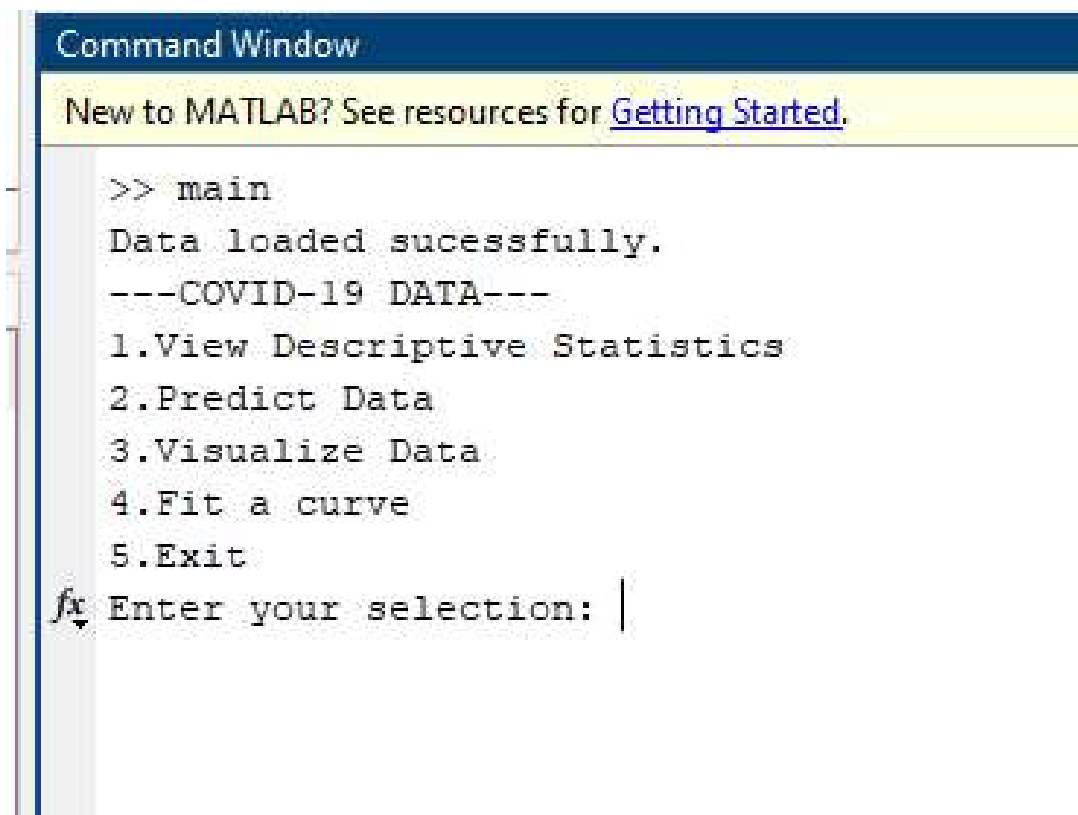 Command Window
New to MATLAB? See resources for Getting Started.
>> main
Data loaded sucessfully.
---COVID-19 DATA---
1.View Descriptive Statistics
2.Predict Data
3.Visualize Data
4.Fit a curve
5.Exit
fx Enter your selection: